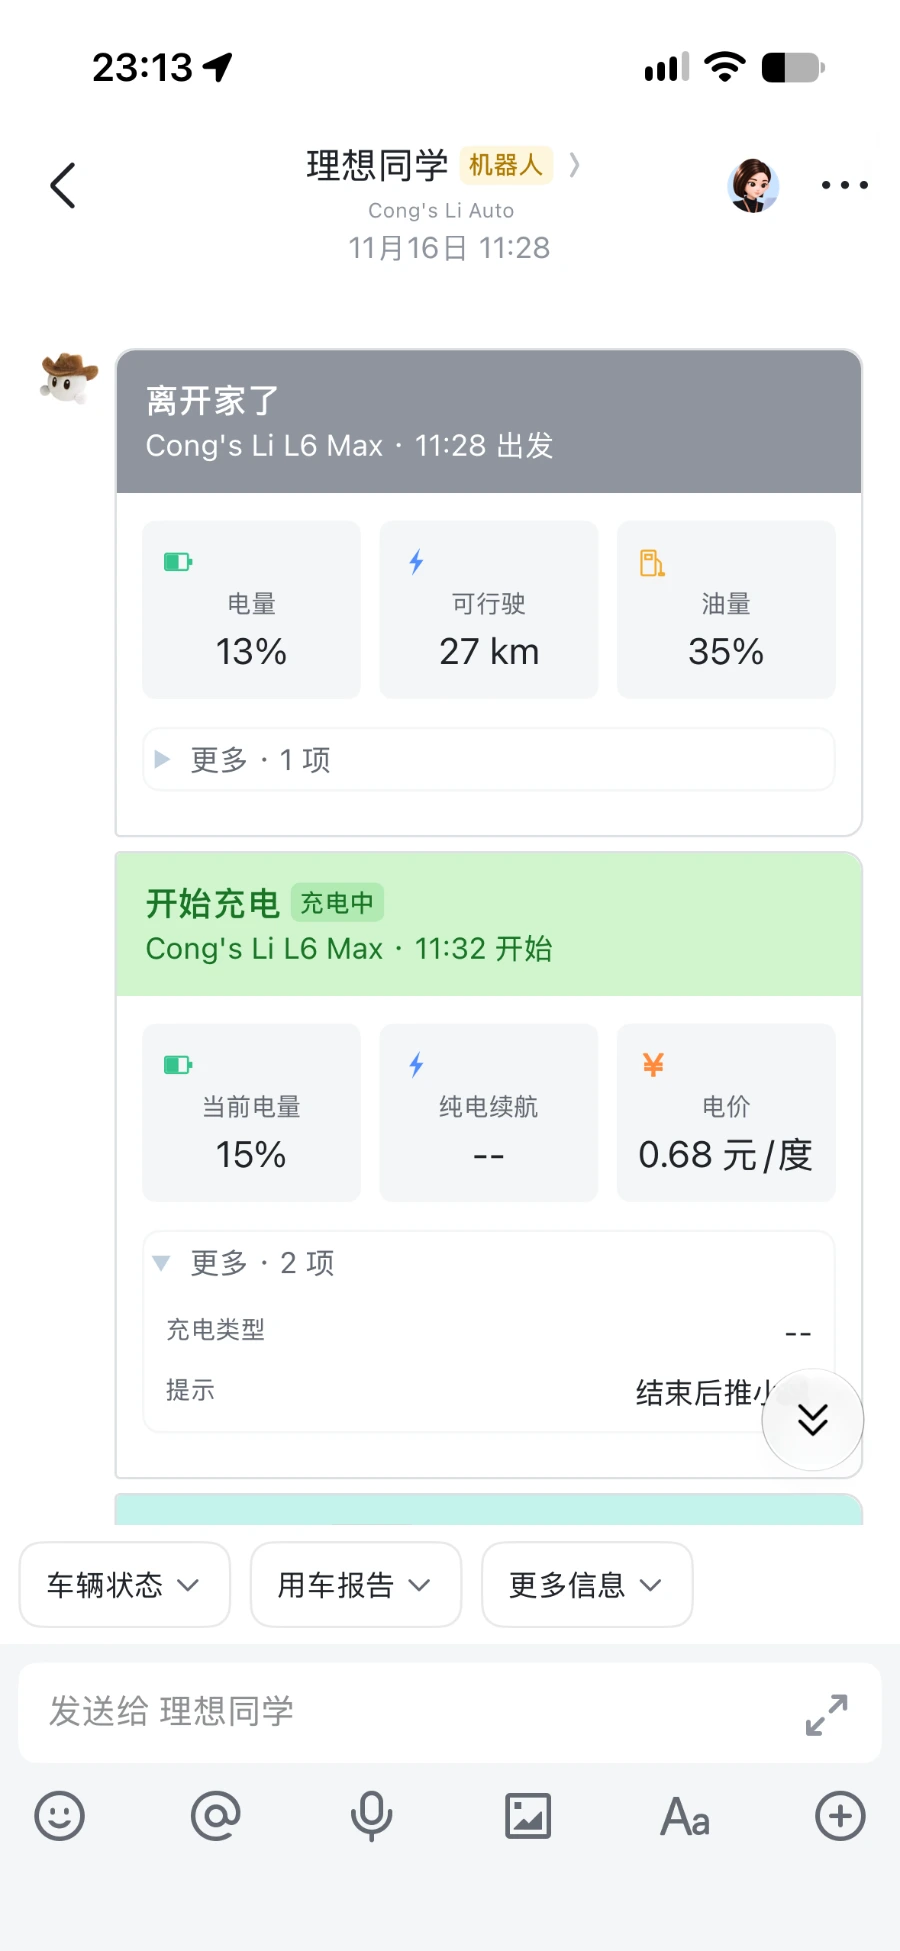 23:13
理想同学 机器人
Cong's Li Auto
11月16日 11:28
离开家了
Cong's Li L6 Max · 11:28 出发
电量 可行驶 油量
13% 27 km 35%
更多 · 1 项
开始充电 充电中
Cong's Li L6 Max · 11:32 开始
¥
当前电量 纯电续航 电价
15% -- 0.68 元/度
更多 · 2 项
充电类型 --
提示 结束后推小
车辆状态 用车报告 更多信息
发送给 理想同学
Aa